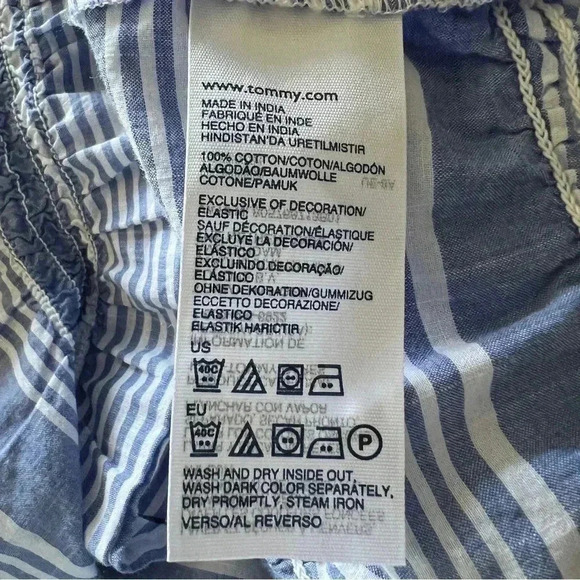 www.tommy.com
MADE IN INDIA
FABRIQUÉ EN INDE
HECHO EN INDIA
HINDISTAN'DA URETILMISTIR
100% COTTON/COTON/ALGODÓN
ALGODÃO/BAUMWOLLE
COTONE/PAMUK
EXCLUSIVE OF DECORATION/
ELASTIC
SAUF DÉCORATION/ÉLASTIQUE
EXCLUYE LA DECORACIÓN/
ELÁSTICO
EXCLUINDO DECORAÇÃO/
ELÁSTICO
OHNE DEKORATION/GUMMIZUG
ECCETTO DECORAZIONE/
ELASTICO
ELASTIK HARICTIR
US
40C
EU
40C
P
WASH AND DRY INSIDE OUT,
WASH DARK COLOR SEPARATELY,
DRY PROMPTLY, STEAM IRON
VERSO/AL REVERSO